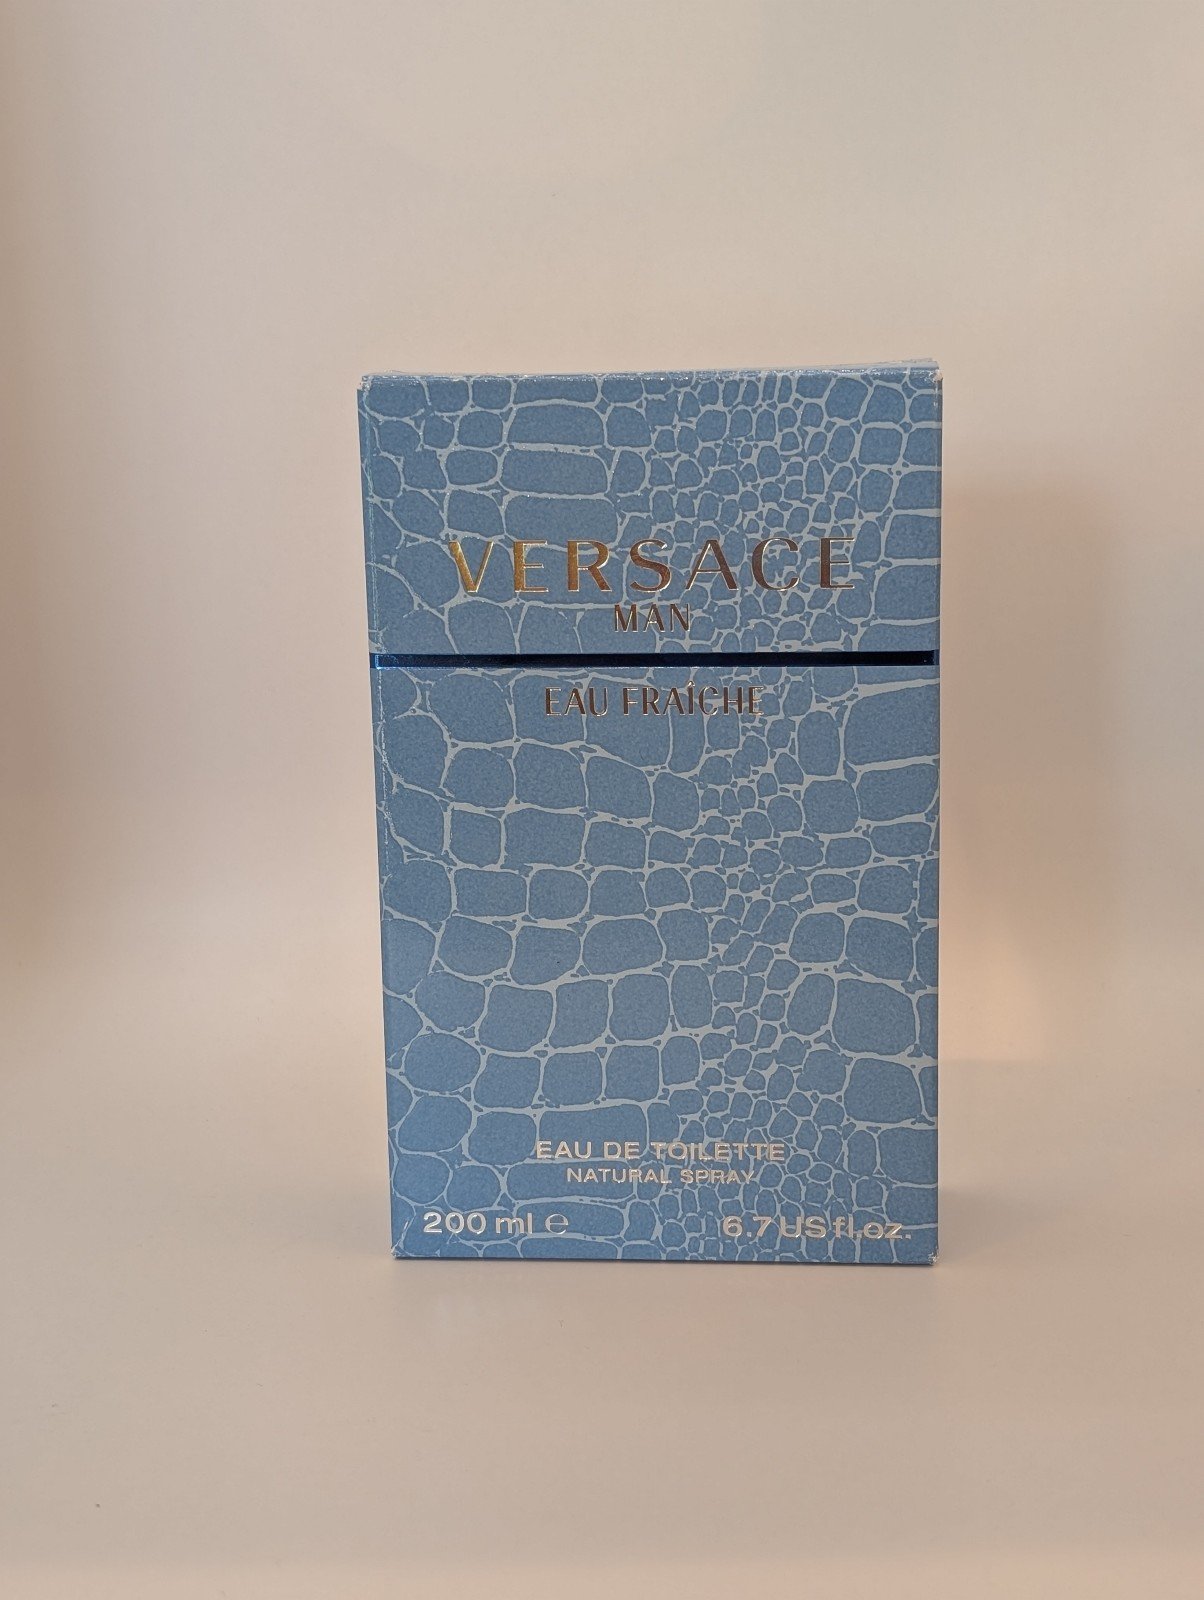 VERSACE
MAN
EAU FRAÎCHE
EAU DE TOILETTE
NATURAL SPRAY
200 ml ℮ 6.7 US fl.oz.